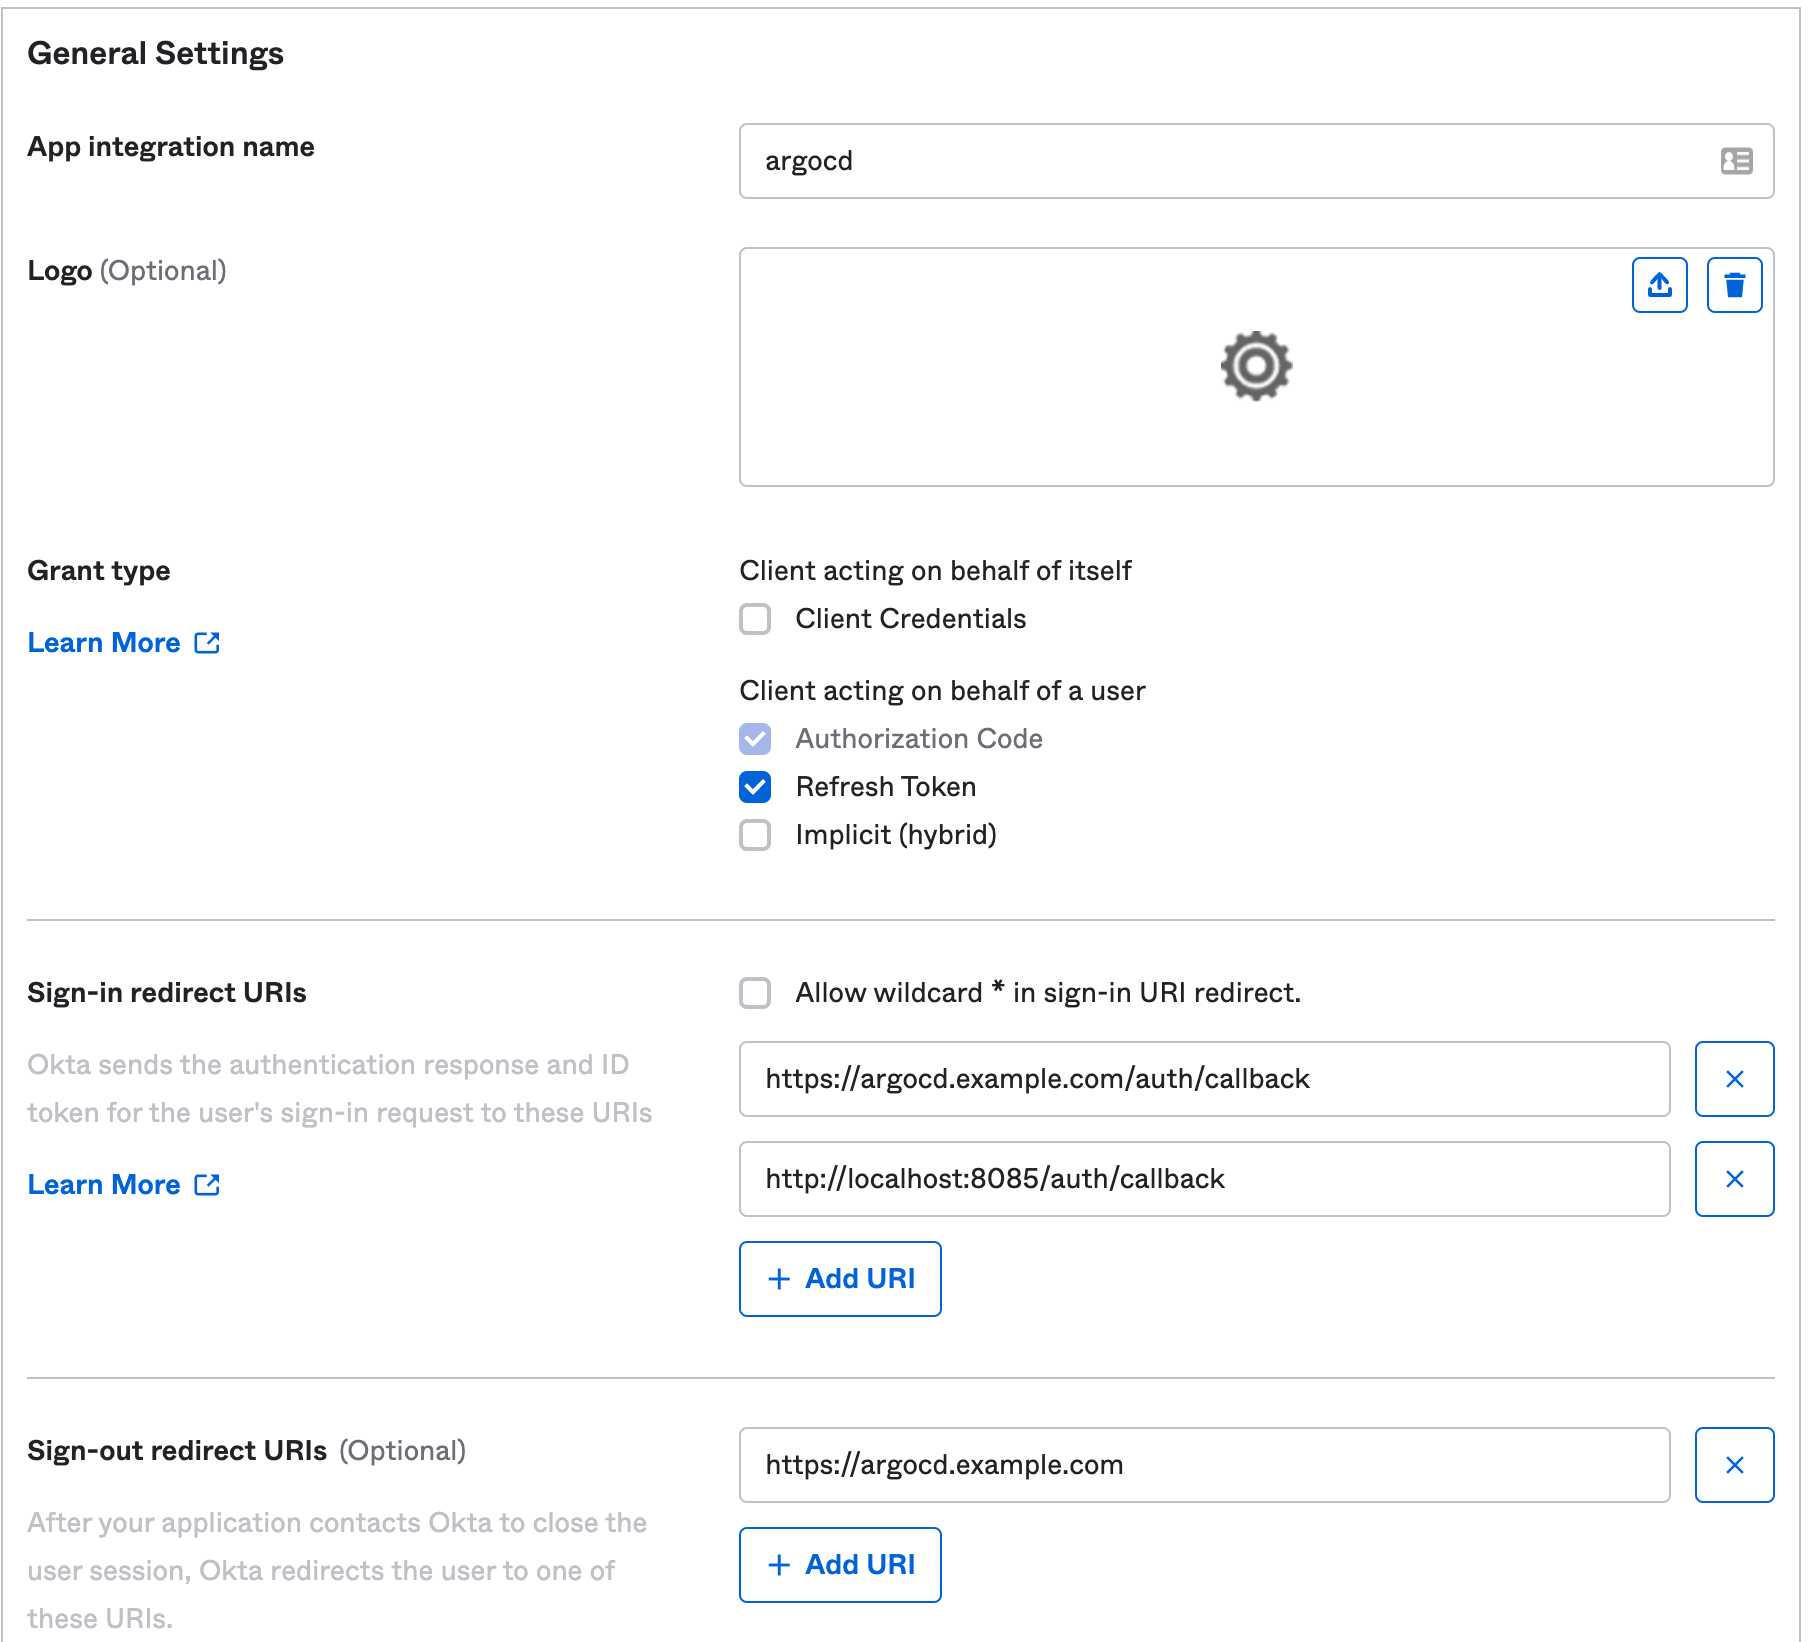 General Settings
App integration name
argocd
Logo (Optional)
Grant type
Learn More
Client acting on behalf of itself
Client Credentials
Client acting on behalf of a user
Authorization Code
Refresh Token
Implicit (hybrid)
Sign-in redirect URIs
Okta sends the authentication response and ID
token for the user's sign-in request to these URIs
Learn More
Allow wildcard * in sign-in URI redirect.
https://argocd.example.com/auth/callback
http://localhost:8085/auth/callback
+ Add URI
Sign-out redirect URIs (Optional)
After your application contacts Okta to close the
user session, Okta redirects the user to one of
these URIs.
https://argocd.example.com
+ Add URI